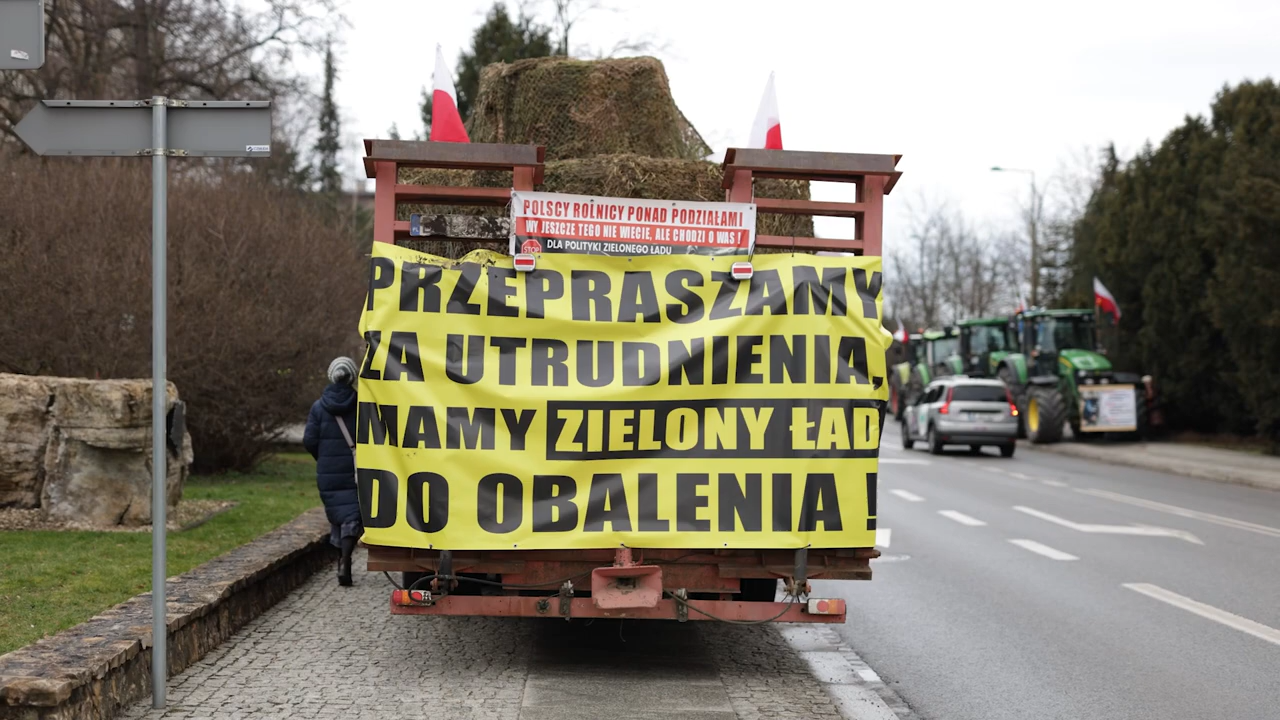 POLSCY ROLNICY PONAD PODZIAŁAMI
WY JESZCZE TEGO NIE WIECIE, ALE CHODZI O WAS !
STOP DLA POLITYKI ZIELONEGO ŁADU
PRZEPRASZAMY
ZA UTRUDNIENIA,
MAMY ZIELONY ŁAD
DO OBALENIA !